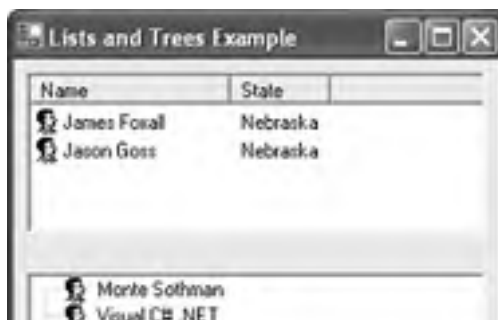 Lists and Trees Example
Name State
James Foxall Nebraska
Jason Goss Nebraska
Monte Sothman
Visual C# .NET